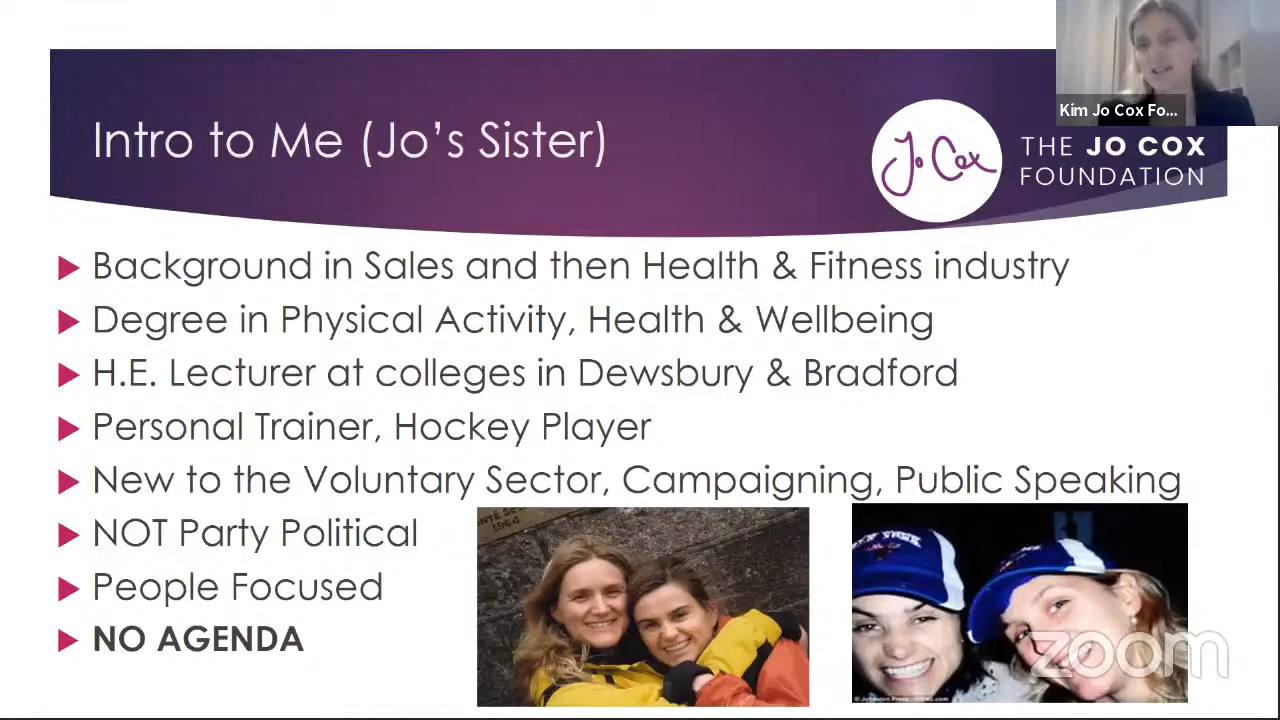 Kim Jo Cox Fo...
Intro to Me (Jo's Sister)
Jo Cox
THE JO COX
FOUNDATION
Background in Sales and then Health & Fitness industry
Degree in Physical Activity, Health & Wellbeing
H.E. Lecturer at colleges in Dewsbury & Bradford
Personal Trainer, Hockey Player
New to the Voluntary Sector, Campaigning, Public Speaking
NOT Party Political
People Focused
NO AGENDA
1964
zoom